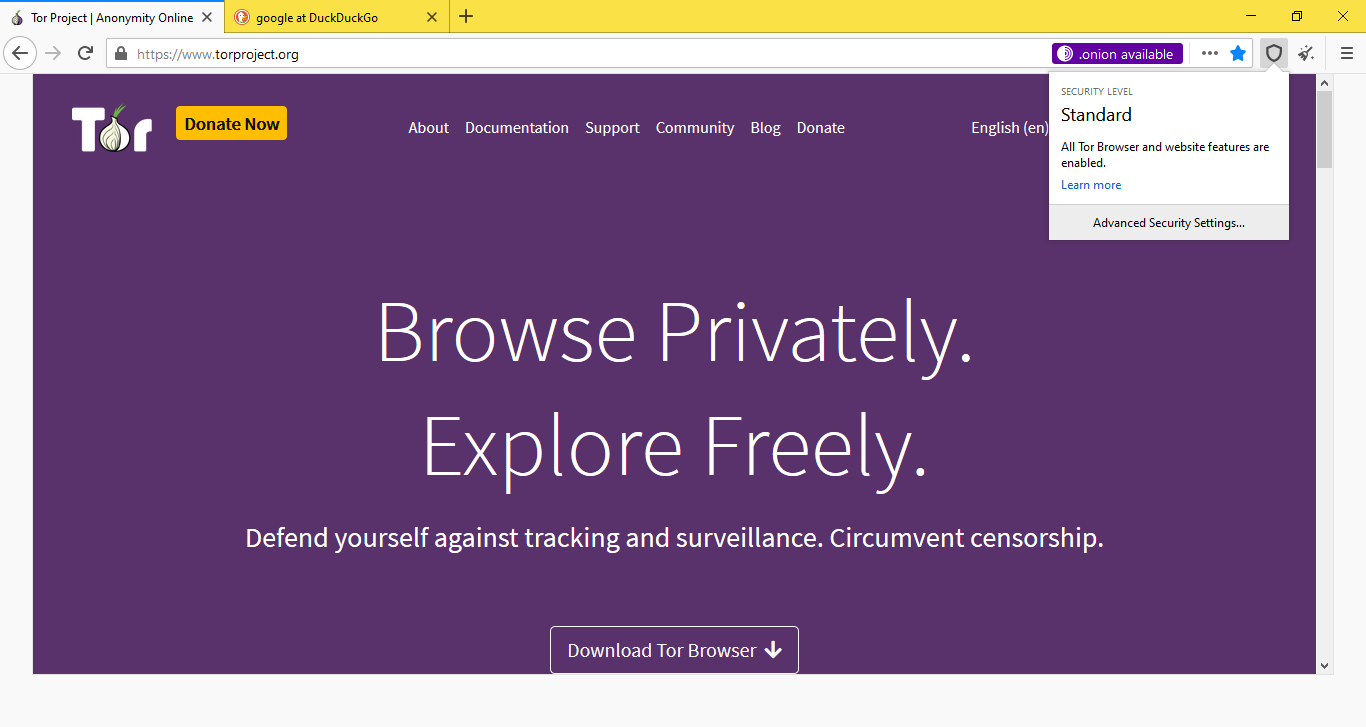 Tor Project | Anonymity Online
google at DuckDuckGo
https://www.torproject.org
.onion available
SECURITY LEVEL
Standard
All Tor Browser and website features are
enabled.
Learn more
Advanced Security Settings...
Tor
Donate Now
About
Documentation
Support
Community
Blog
Donate
English (en)
Browse Privately.
Explore Freely.
Defend yourself against tracking and surveillance. Circumvent censorship.
Download Tor Browser